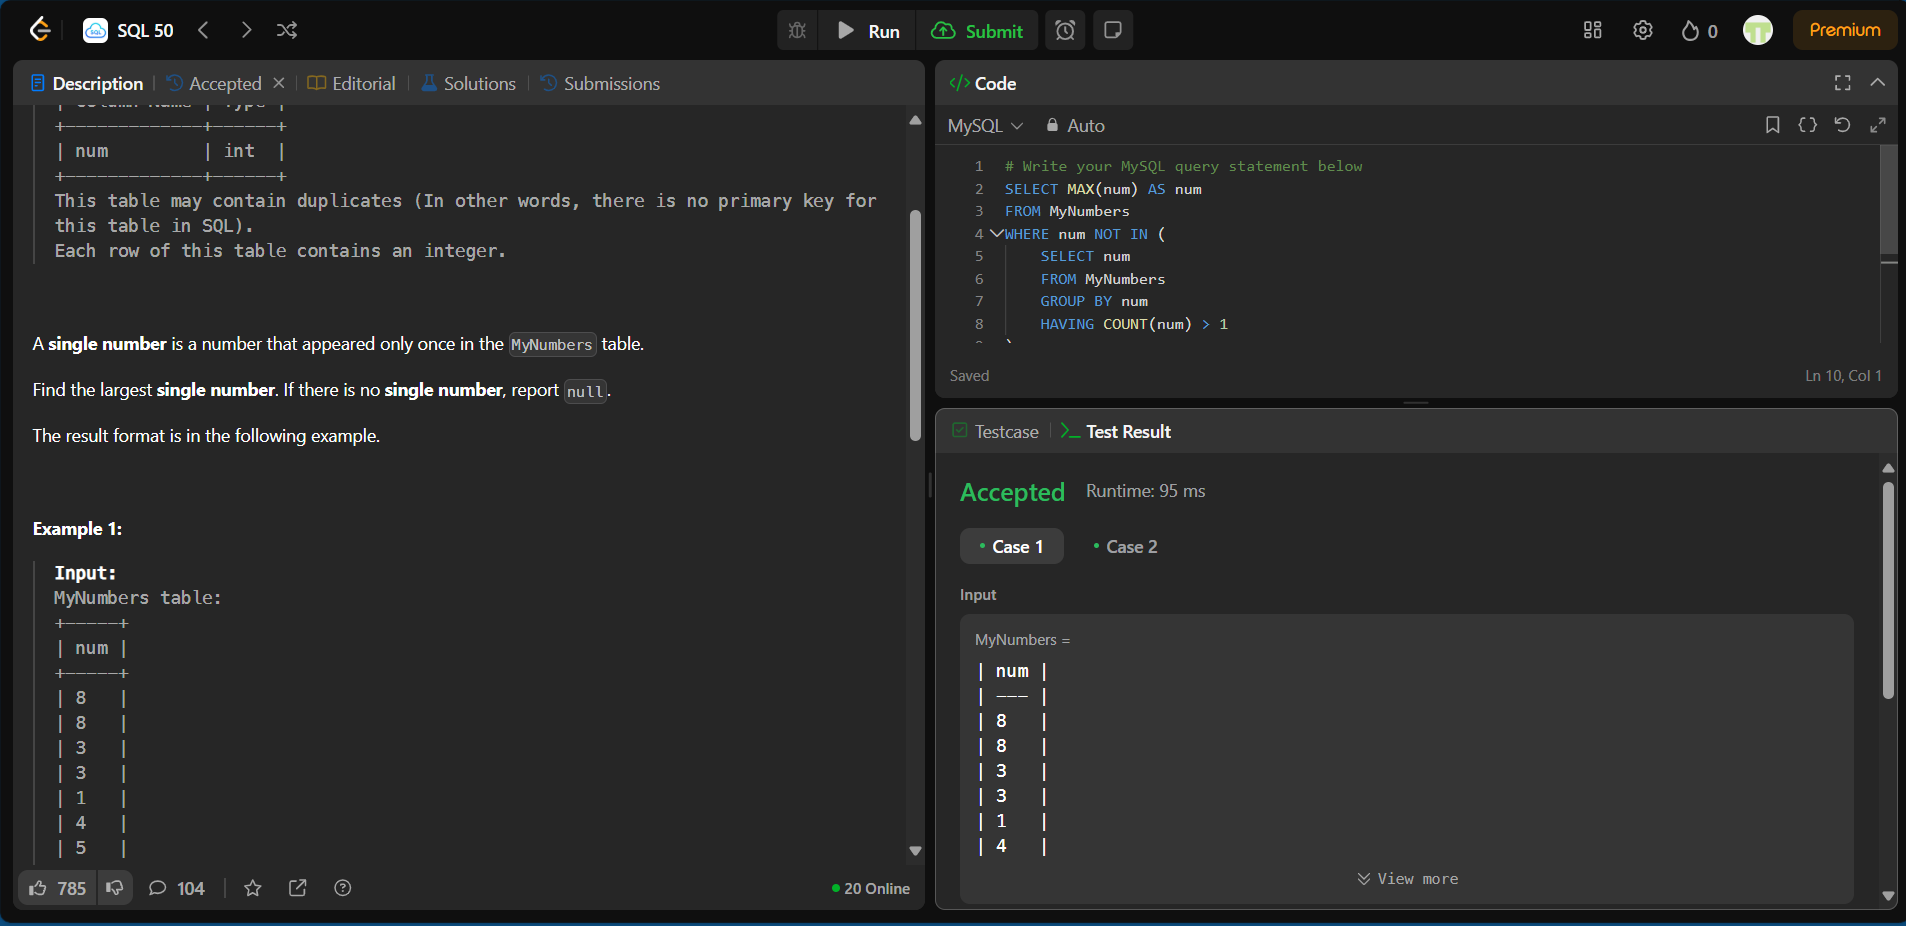 SQL 50
Run
Submit
0
Premium
Description
Accepted
Editorial
Solutions
Submissions
| Column Name | Type |
+-------------+------+
| num         | int  |
+-------------+------+
This table may contain duplicates (In other words, there is no primary key for
this table in SQL).
Each row of this table contains an integer.
A single number is a number that appeared only once in the MyNumbers table.
Find the largest single number. If there is no single number, report null.
The result format is in the following example.
Example 1:
Input:
MyNumbers table:
+-----+
| num |
+-----+
| 8   |
| 8   |
| 3   |
| 3   |
| 1   |
| 4   |
| 5   |
785
104
20 Online
</> Code
MySQL
Auto
1 # Write your MySQL query statement below
2 SELECT MAX(num) AS num
3 FROM MyNumbers
4 WHERE num NOT IN (
5     SELECT num
6     FROM MyNumbers
7     GROUP BY num
8     HAVING COUNT(num) > 1
Saved
Ln 10, Col 1
Testcase
Test Result
Accepted
Runtime: 95 ms
Case 1
Case 2
Input
MyNumbers =
| num |
| --- |
| 8   |
| 8   |
| 3   |
| 3   |
| 1   |
| 4   |
View more